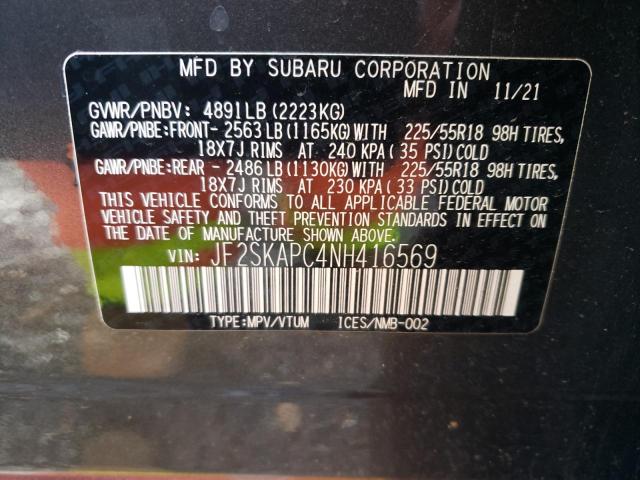 MFD BY SUBARU CORPORATION
MFD IN 11/21
GVWR/PNBV: 4891LB (2223KG)
GAWR/PNBE:FRONT- 2563 LB (1165KG) WITH 225/55R18 98H TIRES,
18X7J RIMS AT 240 KPA ( 35 PSI) COLD
GAWR/PNBE:REAR - 2486 LB (1130KG) WITH 225/55R18 98H TIRES,
18X7J RIMS AT 230 KPA ( 33 PSI) COLD
THIS VEHICLE CONFORMS TO ALL APPLICABLE FEDERAL MOTOR
VEHICLE SAFETY AND THEFT PREVENTION STANDARDS IN EFFECT ON
THE DATE OF MANUFACTURE SHOWN ABOVE.
VIN: JF2SKAPC4NH416569
TYPE:MPV/VTUM ICES/NMB-002